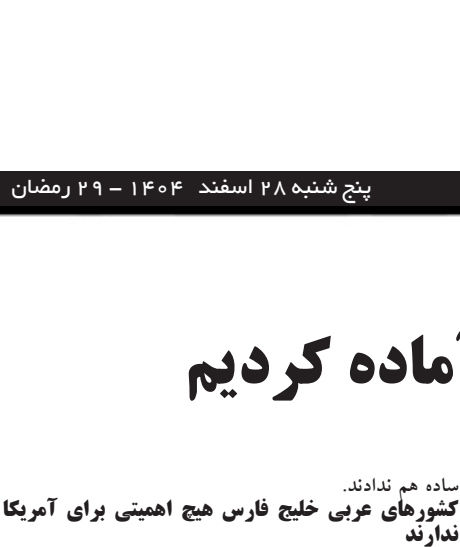 پنج شنبه ۲۸ اسفند ۱۴۰۴ – ۲۹ رمضان
آماده کردیم
ساده هم ندادند.
کشورهای عربی خلیج فارس هیچ اهمیتی برای آمریکا
ندارند